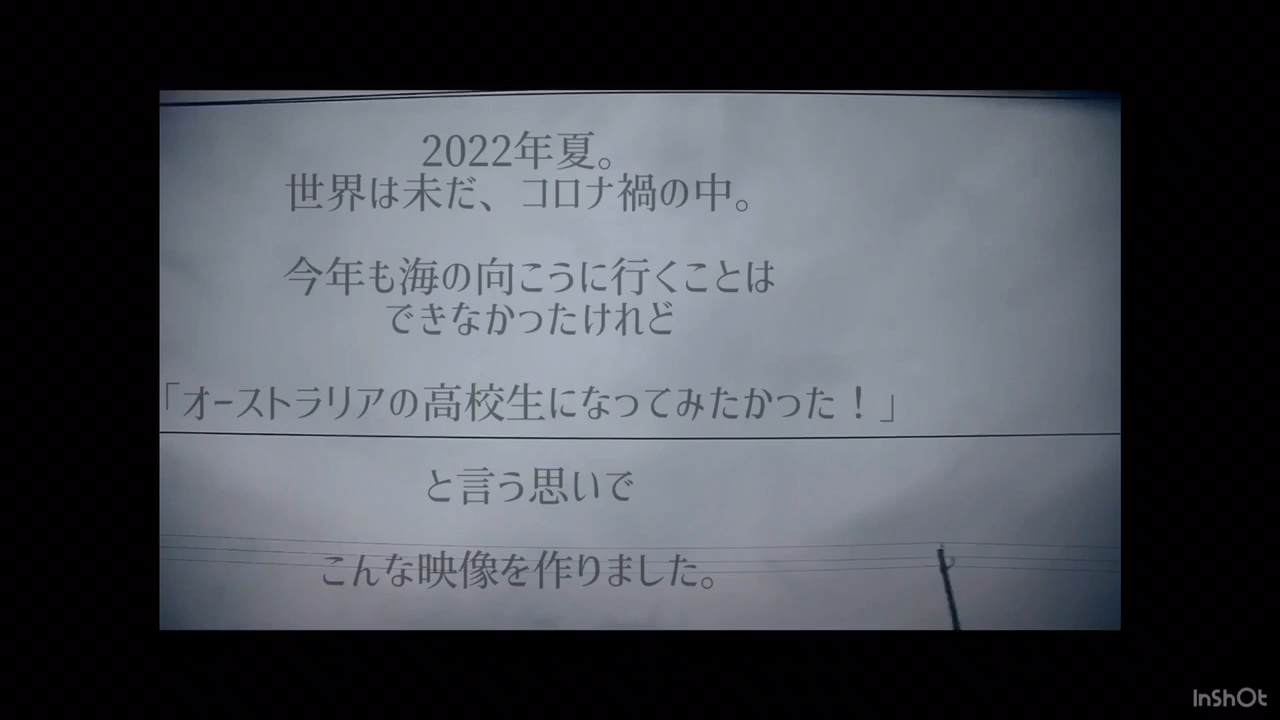 2022年夏。
世界は未だ、コロナ禍の中。
今年も海の向こうに行くことは
できなかったけれど
「オーストラリアの高校生になってみたかった！」
と言う思いで
こんな映像を作りました。
InShOt